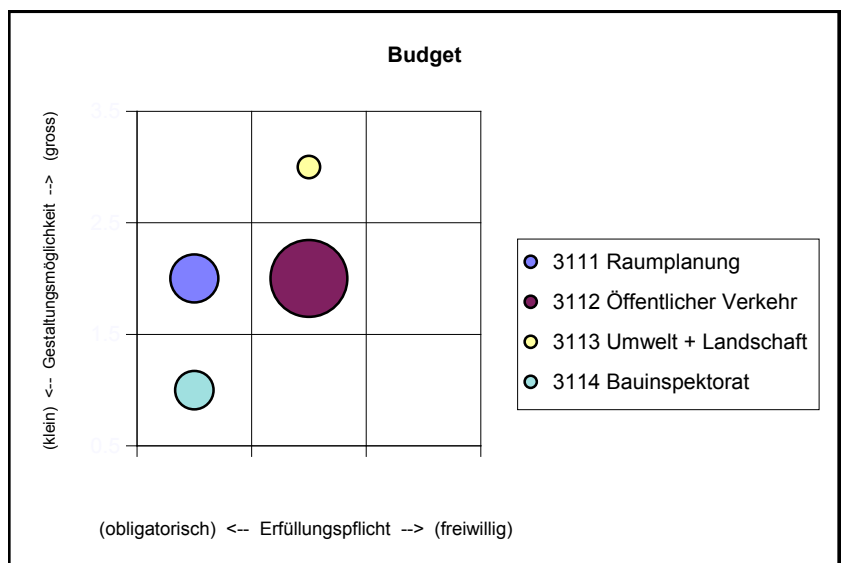 Budget
3.5
2.5
1.5
0.5
(klein) <-- Gestaltungsmöglichkeit --> (gross)
(obligatorisch) <-- Erfüllungspflicht --> (freiwillig)
3111 Raumplanung
3112 Öffentlicher Verkehr
3113 Umwelt + Landschaft
3114 Bauinspektorat